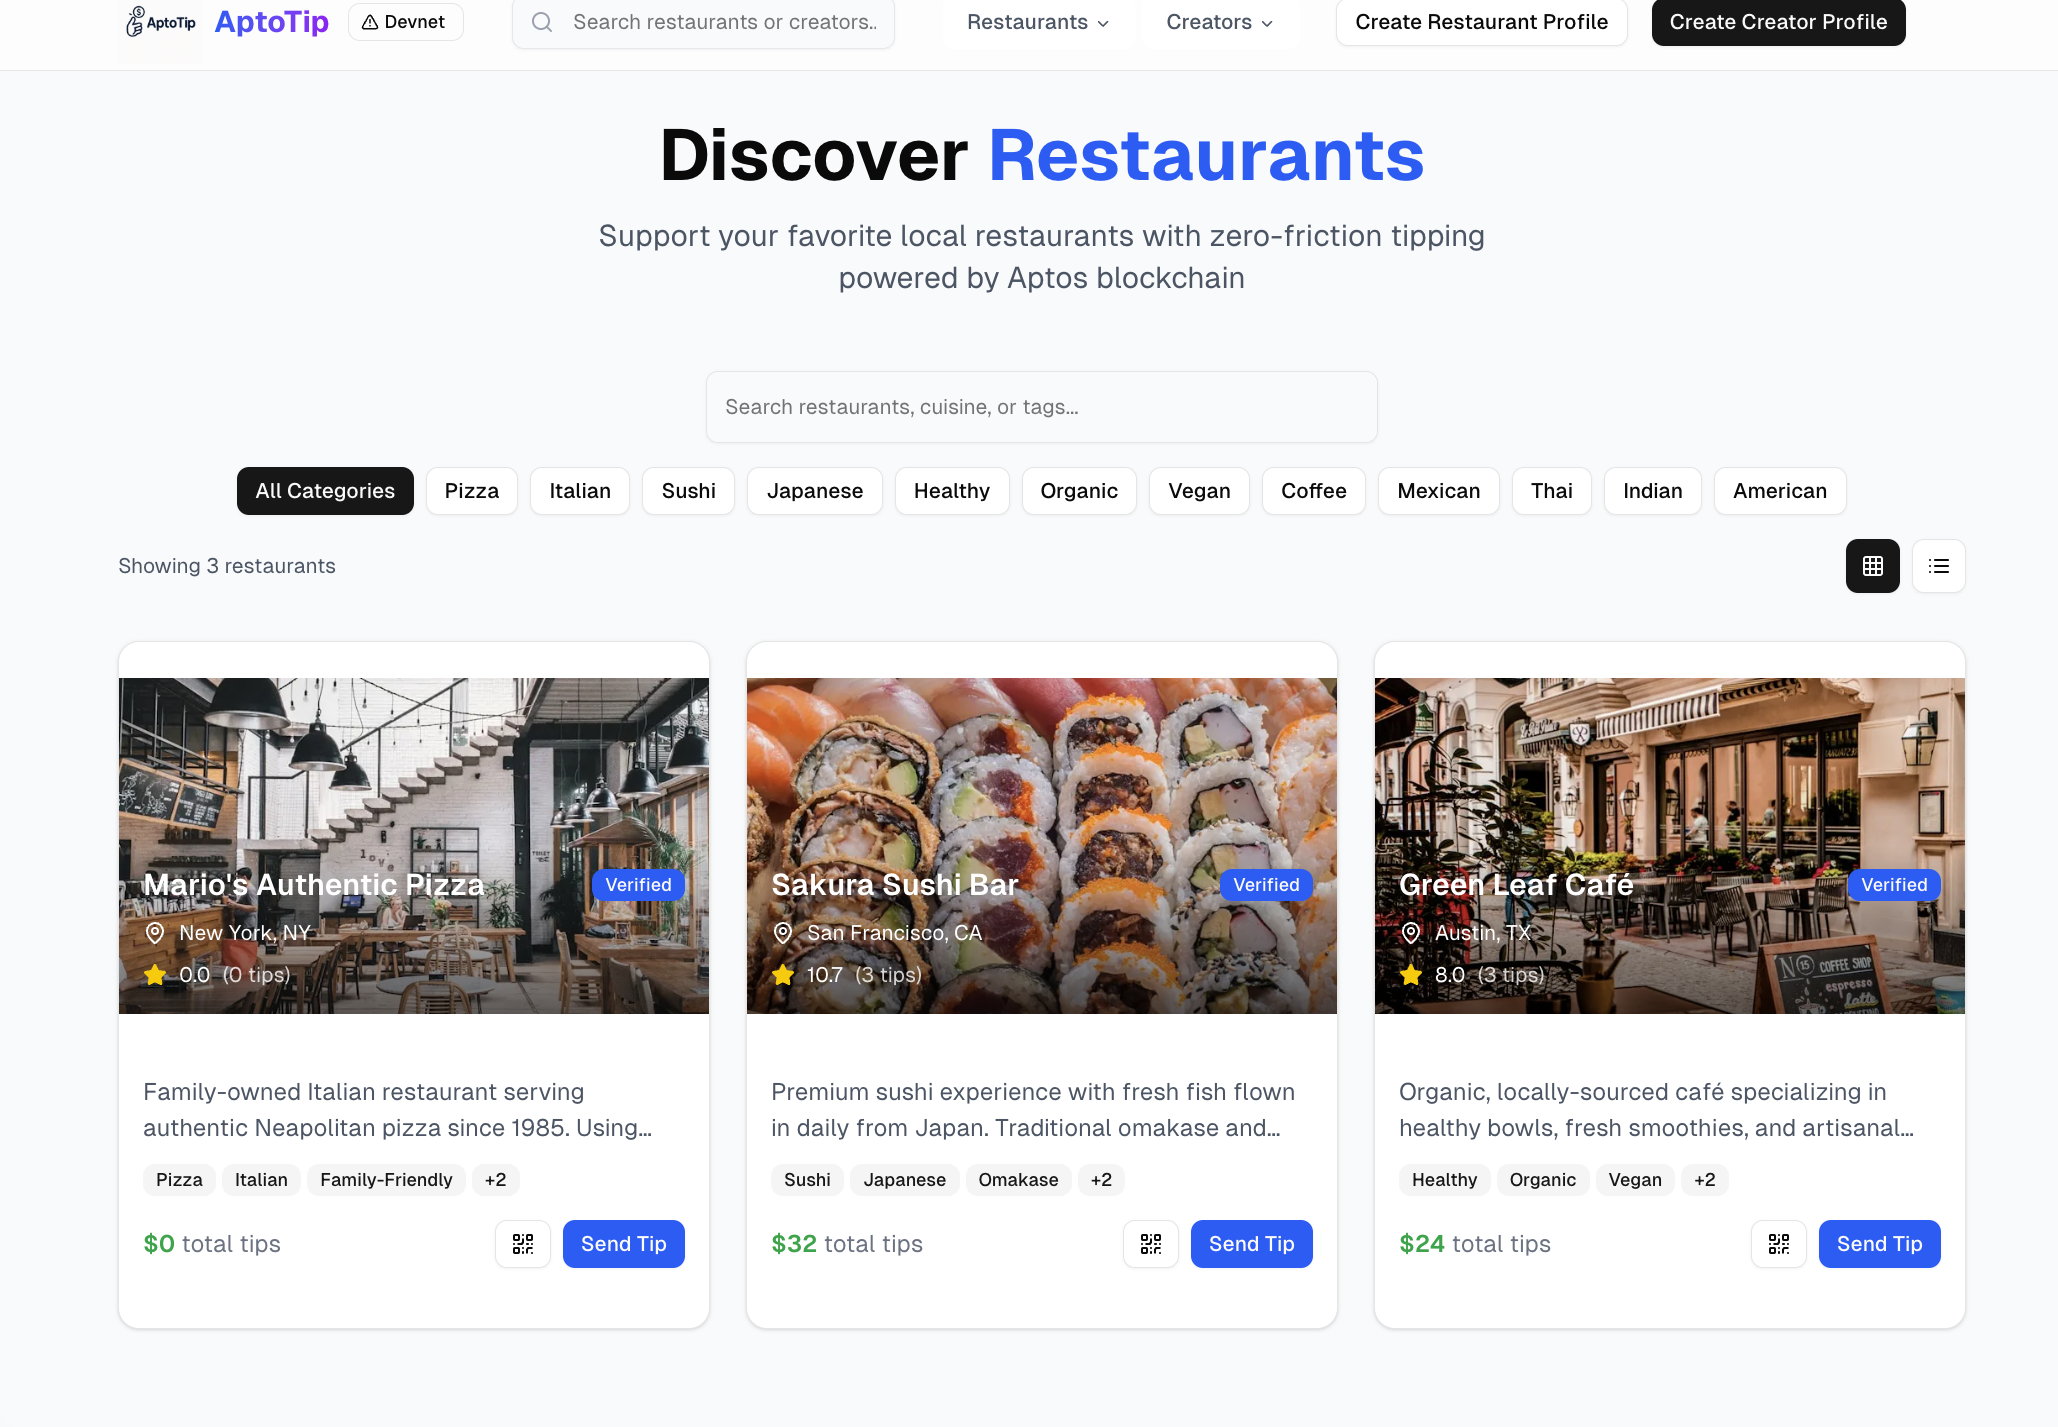 AptoTip
AptoTip
Devnet
Search restaurants or creators..
Restaurants
Creators
Create Restaurant Profile
Create Creator Profile
Discover Restaurants
Support your favorite local restaurants with zero-friction tipping
powered by Aptos blockchain
Search restaurants, cuisine, or tags...
All Categories
Pizza
Italian
Sushi
Japanese
Healthy
Organic
Vegan
Coffee
Mexican
Thai
Indian
American
Showing 3 restaurants
love
Mario's Authentic Pizza
Verified
New York, NY
0.0 (0 tips)
Family-owned Italian restaurant serving
authentic Neapolitan pizza since 1985. Using...
Pizza
Italian
Family-Friendly
+2
$0 total tips
Send Tip
Sakura Sushi Bar
Verified
San Francisco, CA
10.7 (3 tips)
Premium sushi experience with fresh fish flown
in daily from Japan. Traditional omakase and...
Sushi
Japanese
Omakase
+2
$32 total tips
Send Tip
Green Leaf Café
Verified
Austin, TX
8.0 (3 tips)
N 15 COFFEE SHOP
espresso
latte
Organic, locally-sourced café specializing in
healthy bowls, fresh smoothies, and artisanal...
Healthy
Organic
Vegan
+2
$24 total tips
Send Tip